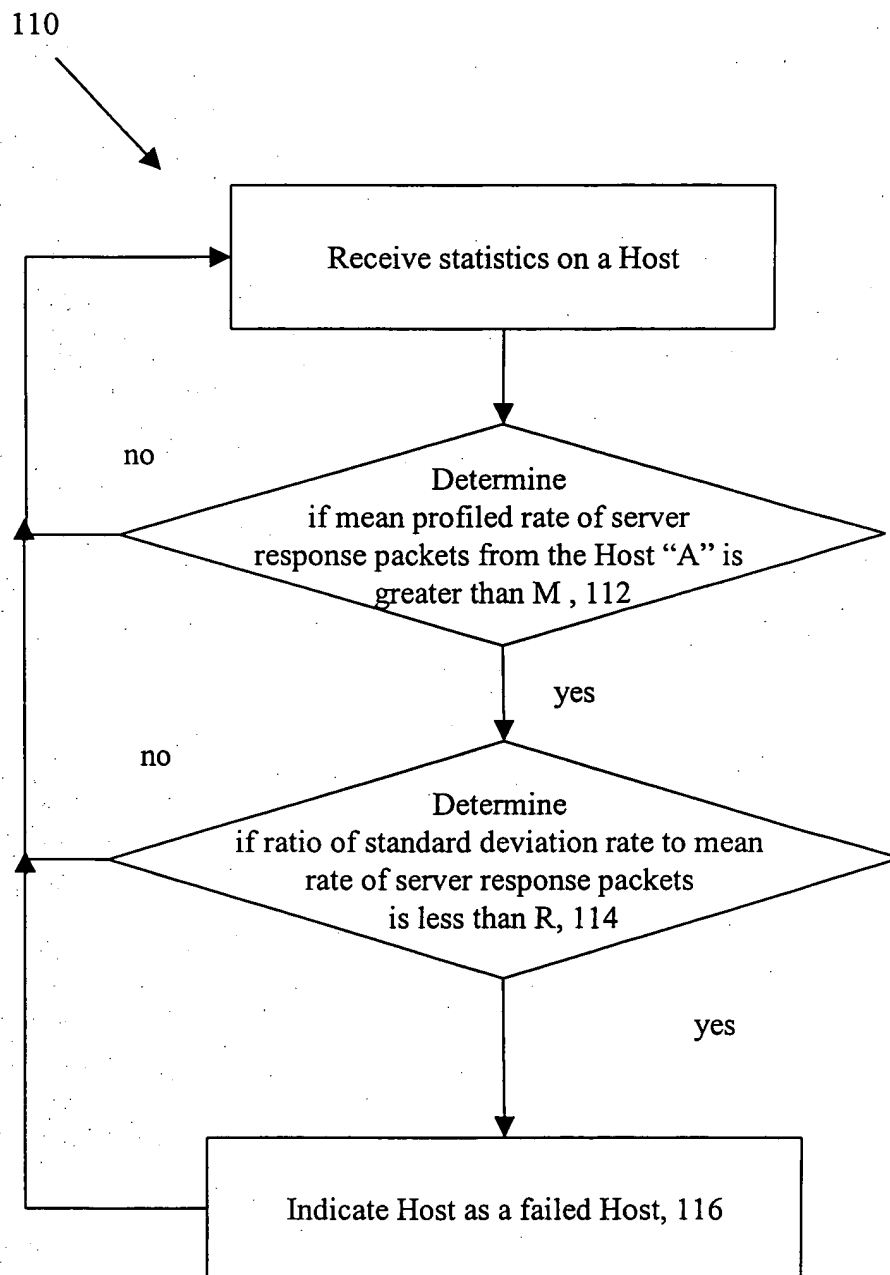 110
Receive statistics on a Host
no
Determine
if mean profiled rate of server
response packets from the Host “A” is
greater than M , 112
yes
no
Determine
if ratio of standard deviation rate to mean
rate of server response packets
is less than R, 114
yes
Indicate Host as a failed Host, 116